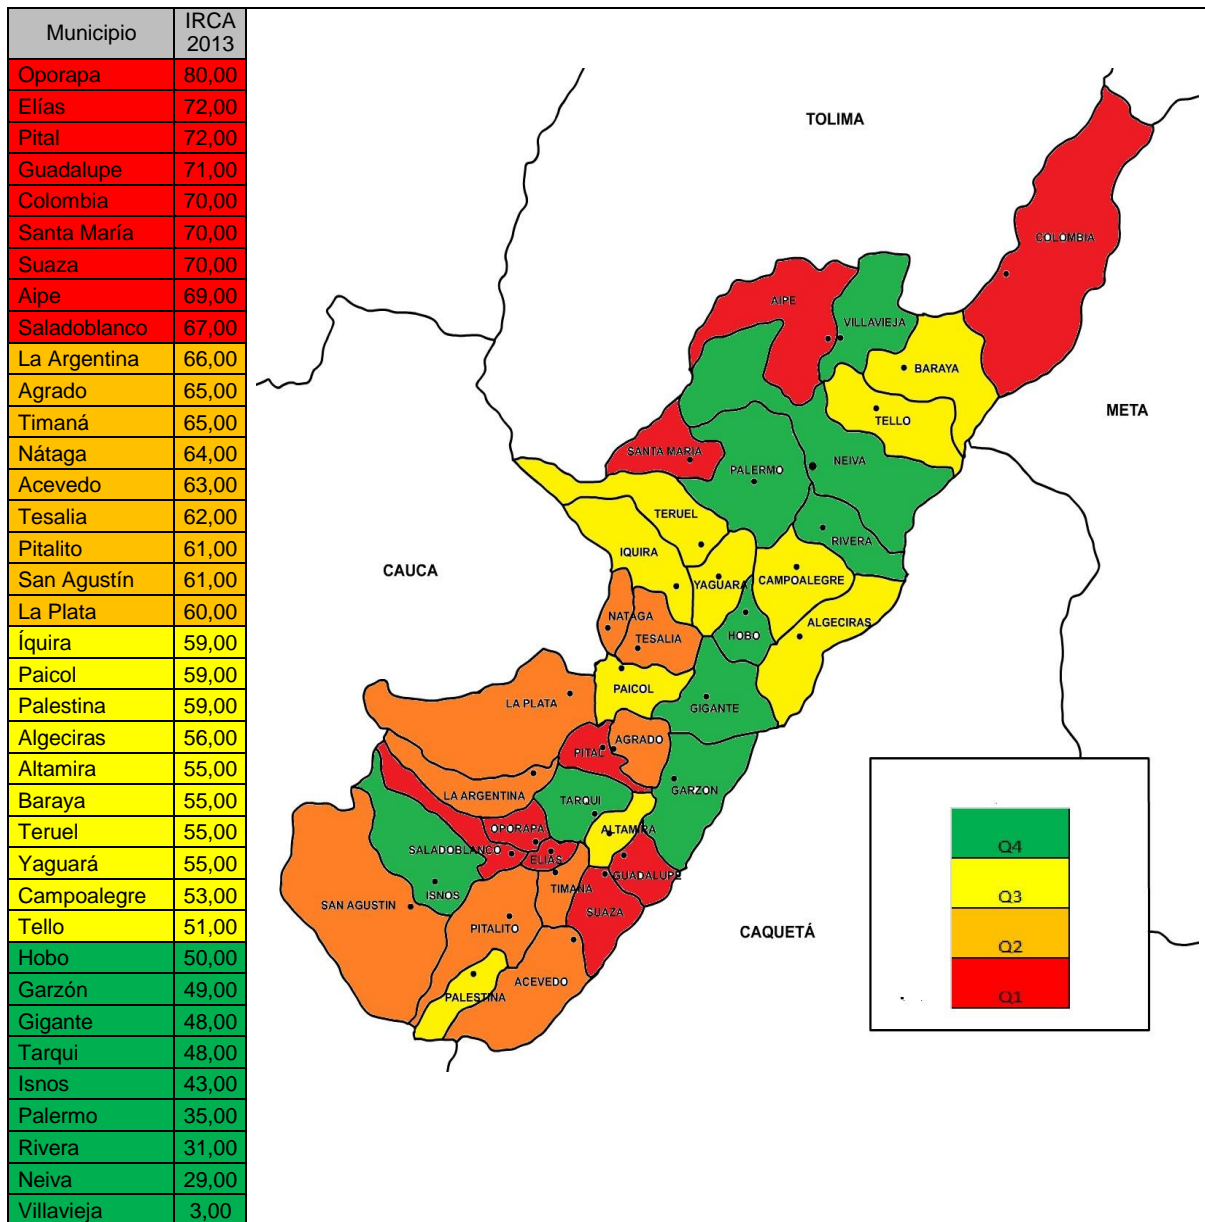 Municipio IRCA 2013
Oporapa 80,00
Elías 72,00
Pital 72,00
Guadalupe 71,00
Colombia 70,00
Santa María 70,00
Suaza 70,00
Aipe 69,00
Saladoblanco 67,00
La Argentina 66,00
Agrado 65,00
Timaná 65,00
Nátaga 64,00
Acevedo 63,00
Tesalia 62,00
Pitalito 61,00
San Agustín 61,00
La Plata 60,00
Íquira 59,00
Paicol 59,00
Palestina 59,00
Algeciras 56,00
Altamira 55,00
Baraya 55,00
Teruel 55,00
Yaguará 55,00
Campoalegre 53,00
Tello 51,00
Hobo 50,00
Garzón 49,00
Gigante 48,00
Tarqui 48,00
Isnos 43,00
Palermo 35,00
Rivera 31,00
Neiva 29,00
Villavieja 3,00
TOLIMA
COLOMBIA
AIPE
VILLAVIEJA
BARAYA
META
TELLO
SANTA MARIA
PALERMO
NEIVA
TERUEL
RIVERA
IQUIRA
CAUCA
YAGUARA
CAMPOALEGRE
NATAGA
HOBO
ALGECIRAS
TESALIA
PAICOL
LA PLATA
GIGANTE
PITAL
AGRADO
LA ARGENTINA
TARQUI
GARZON
OPORAPA
ALTAMIRA
SALADOBLANCO
ELIAS
ISNOS
TIMANA
GUADALUPE
SAN AGUSTIN
SUAZA
PITALITO
CAQUETÁ
ACEVEDO
PALESTINA
Q4
Q3
Q2
Q1